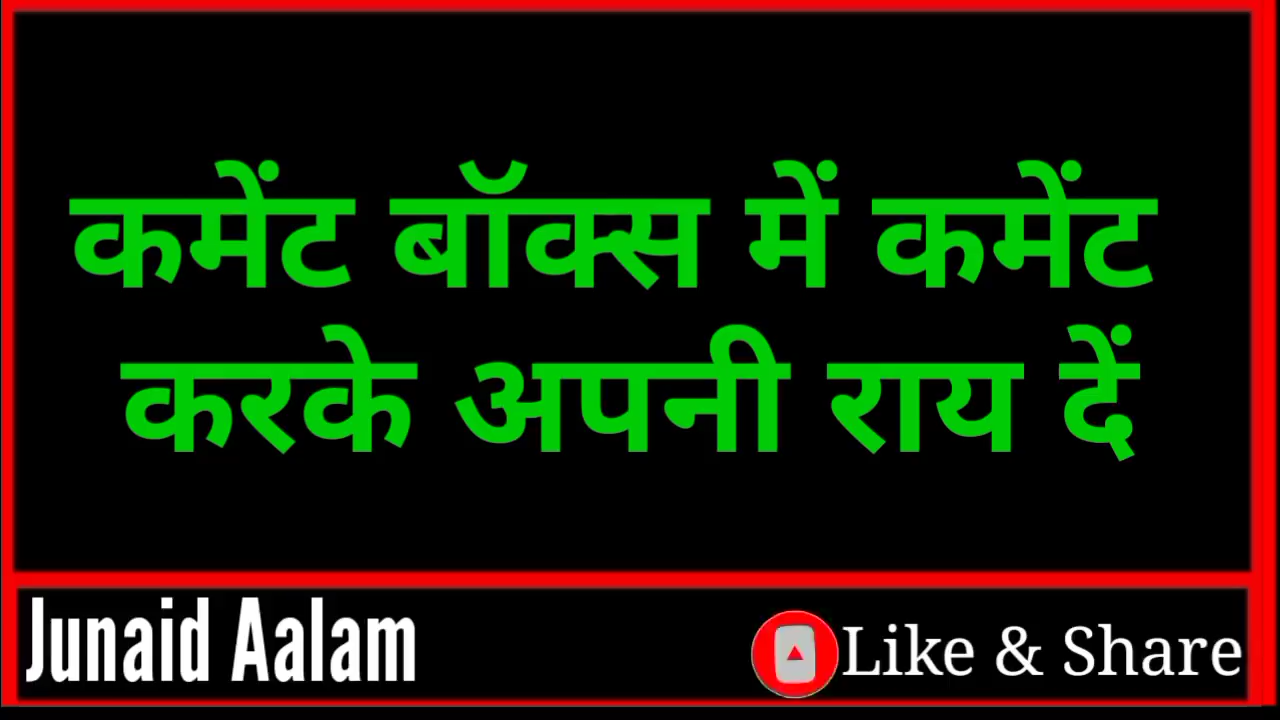 कमेंट बॉक्स में कमेंट
करके अपनी राय दें
Junaid Aalam
Like & Share